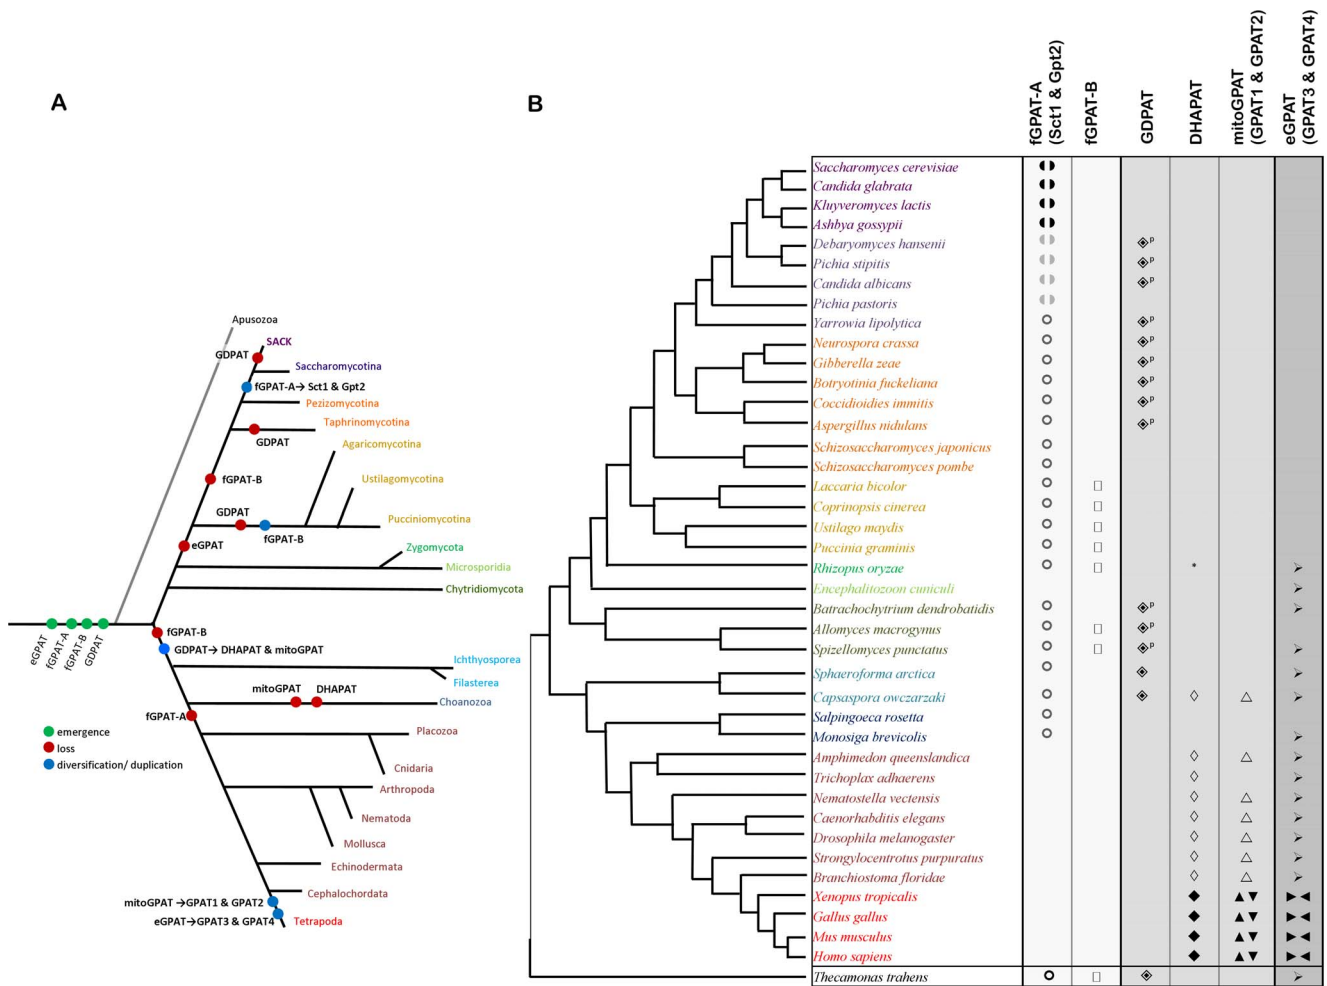 A
Apusozoa
SACK
GDPAT
Saccharomycotina
fGPAT-A→ Sct1 & Gpt2
Pezizomycotina
Taphrinomycotina
GDPAT
Agaricomycotina
fGPAT-B
Ustilagomycotina
GDPAT
Pucciniomycotina
fGPAT-B
eGPAT
Zygomycota
Microsporidia
Chytridiomycota
eGPAT
fGPAT-A
fGPAT-B
GDPAT
fGPAT-B
GDPAT→ DHAPAT & mitoGPAT
Ichthyosporea
Filasterea
mitoGPAT
DHAPAT
Choanozoa
fGPAT-A
emergence
loss
diversification/ duplication
Placozoa
Cnidaria
Arthropoda
Nematoda
Mollusca
Echinodermata
Cephalochordata
mitoGPAT →GPAT1 & GPAT2
eGPAT→GPAT3 & GPAT4
Tetrapoda
B
fGPAT-A
(Sct1 & Gpt2)
fGPAT-B
GDPAT
DHAPAT
mitoGPAT
(GPAT1 & GPAT2)
eGPAT
(GPAT3 & GPAT4)
Saccharomyces cerevisiae
Candida glabrata
Kluyveromyces lactis
Ashbya gossypii
Debaryomyces hansenii p
Pichia stipitis p
Candida albicans p
Pichia pastoris
Yarrowia lipolytica p
Neurospora crassa p
Gibberella zeae p
Botryotinia fuckeliana p
Coccidioidies immitis p
Aspergillus nidulans p
Schizosaccharomyces japonicus
Schizosaccharomyces pombe
Laccaria bicolor
Coprinopsis cinerea
Ustilago maydis
Puccinia graminis
Rhizopus oryzae *
Encephalitozoon cuniculi
Batrachochytrium dendrobatidis p
Allomyces macrogynus p
Spizellomyces punctatus p
Sphaeroforma arctica
Capsaspora owczarzaki
Salpingoeca rosetta
Monosiga brevicolis
Amphimedon queenslandica
Trichoplax adhaerens
Nematostella vectensis
Caenorhabditis elegans
Drosophila melanogaster
Strongylocentrotus purpuratus
Branchiostoma floridae
Xenopus tropicalis
Gallus gallus
Mus musculus
Homo sapiens
Thecamonas trahens